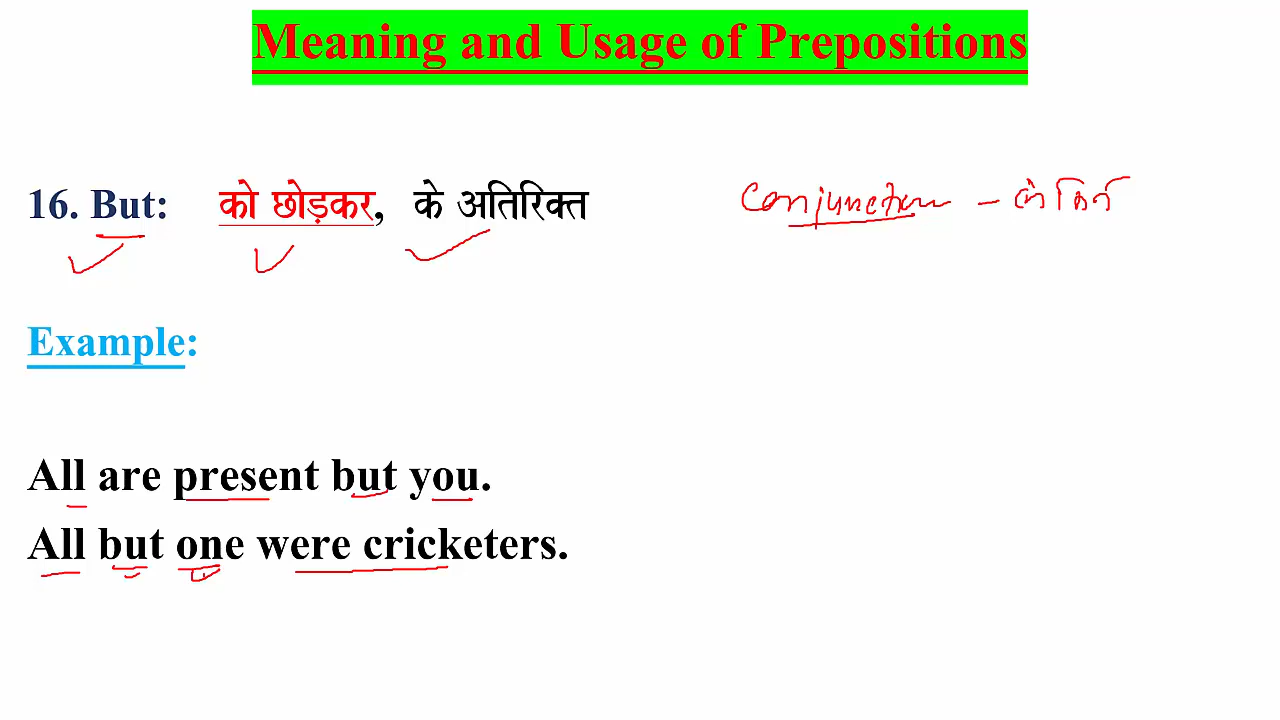 Meaning and Usage of Prepositions
16. But: को छोड़कर, के अतिरिक्त
Conjunction -
Example:
All are present but you.
All but one were cricketers.